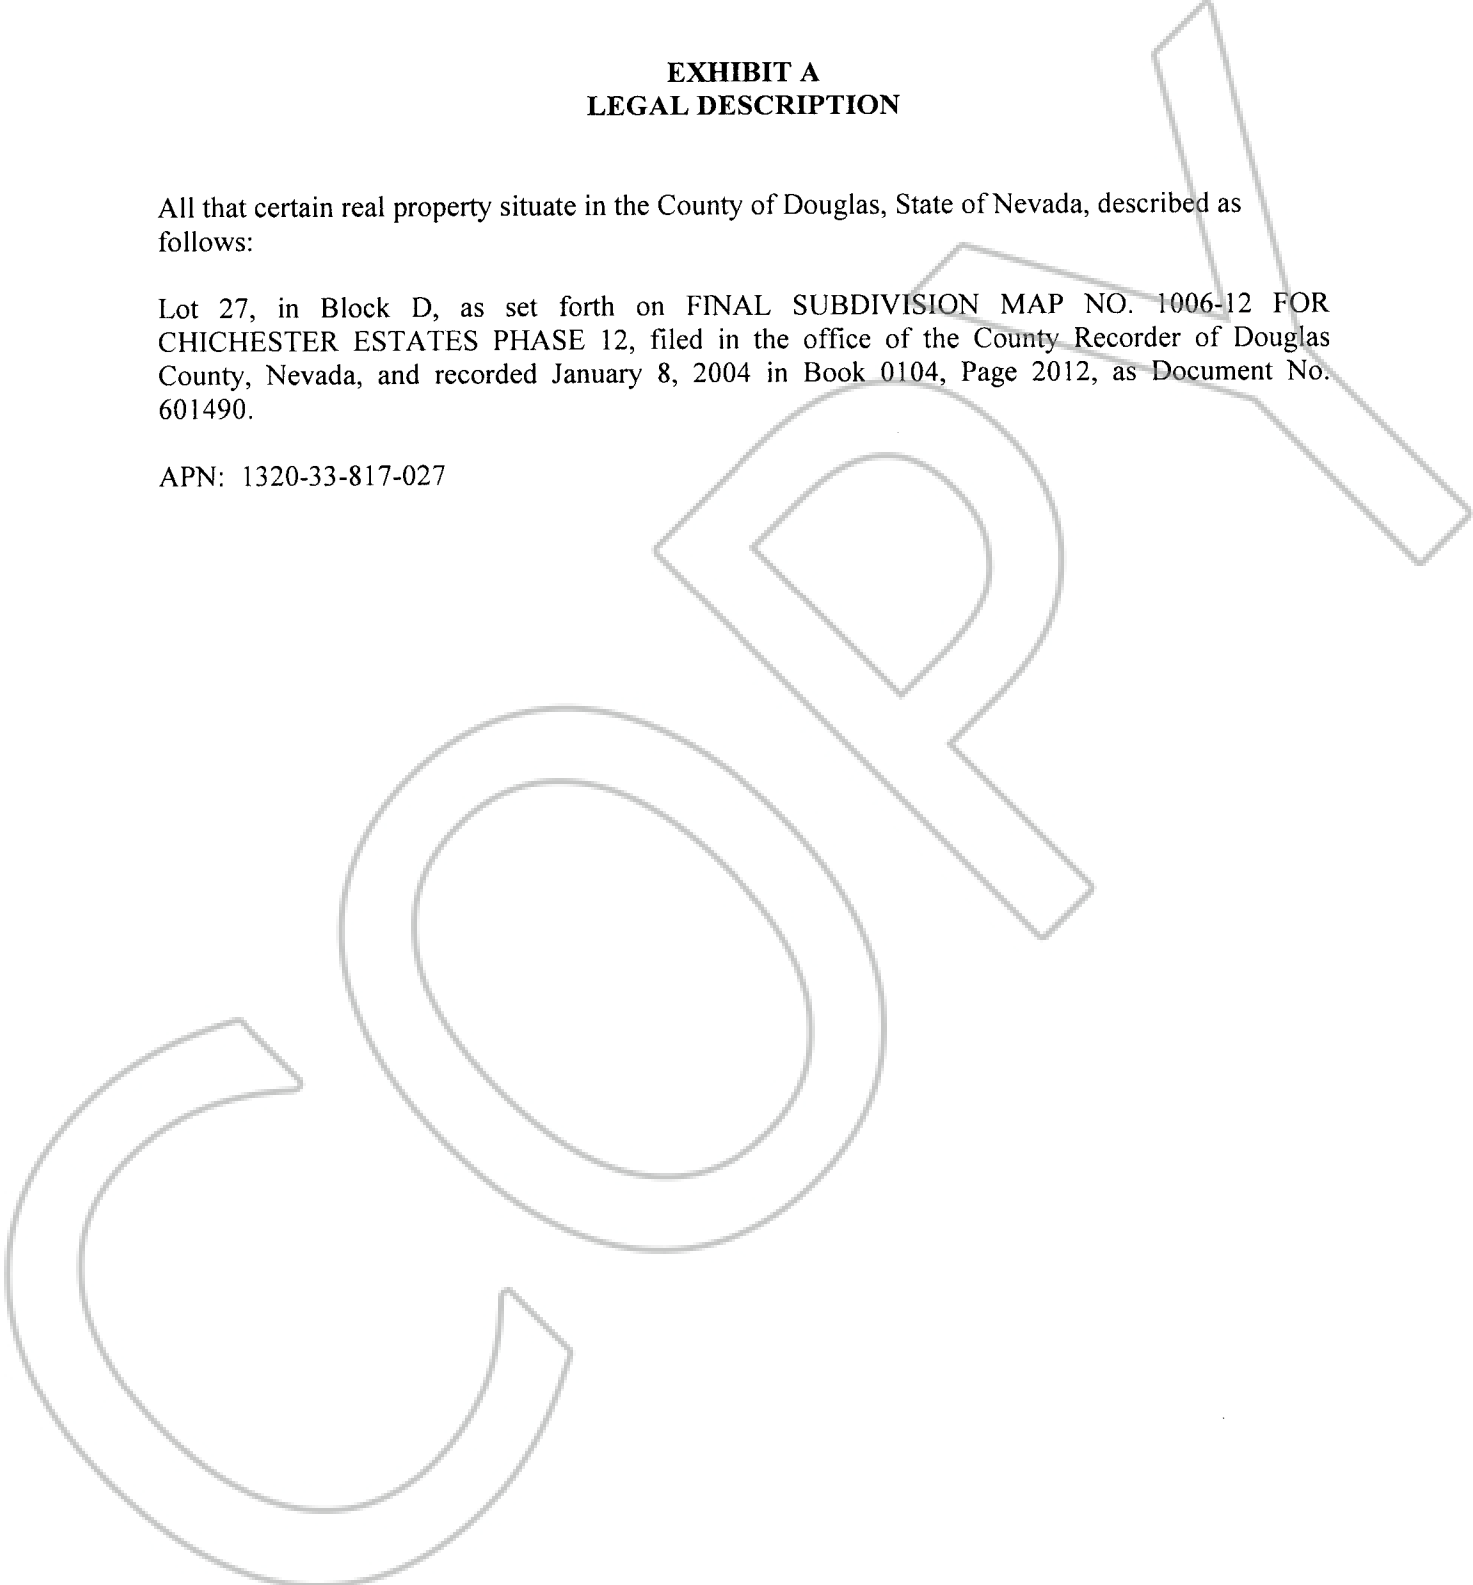 EXHIBIT A
LEGAL DESCRIPTION
All that certain real property situate in the County of Douglas, State of Nevada, described as
follows:
Lot 27, in Block D, as set forth on FINAL SUBDIVISION MAP NO. 1006-12 FOR
CHICHESTER ESTATES PHASE 12, filed in the office of the County Recorder of Douglas
County, Nevada, and recorded January 8, 2004 in Book 0104, Page 2012, as Document No.
601490.
APN: 1320-33-817-027
COPY